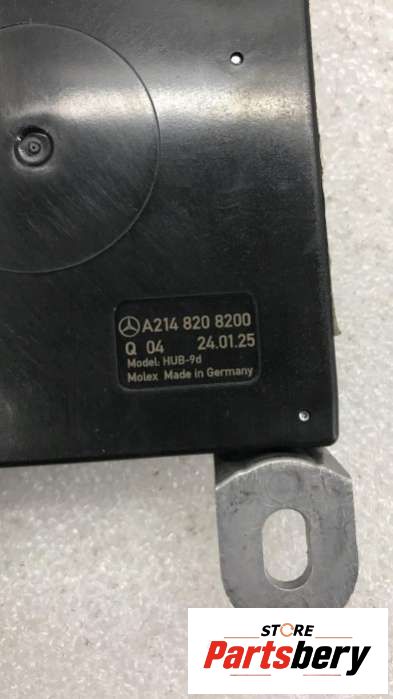 A214 820 8200
Q 04 24.01.25
Model: HUB-9d
Molex Made in Germany
STORE
Partsbery